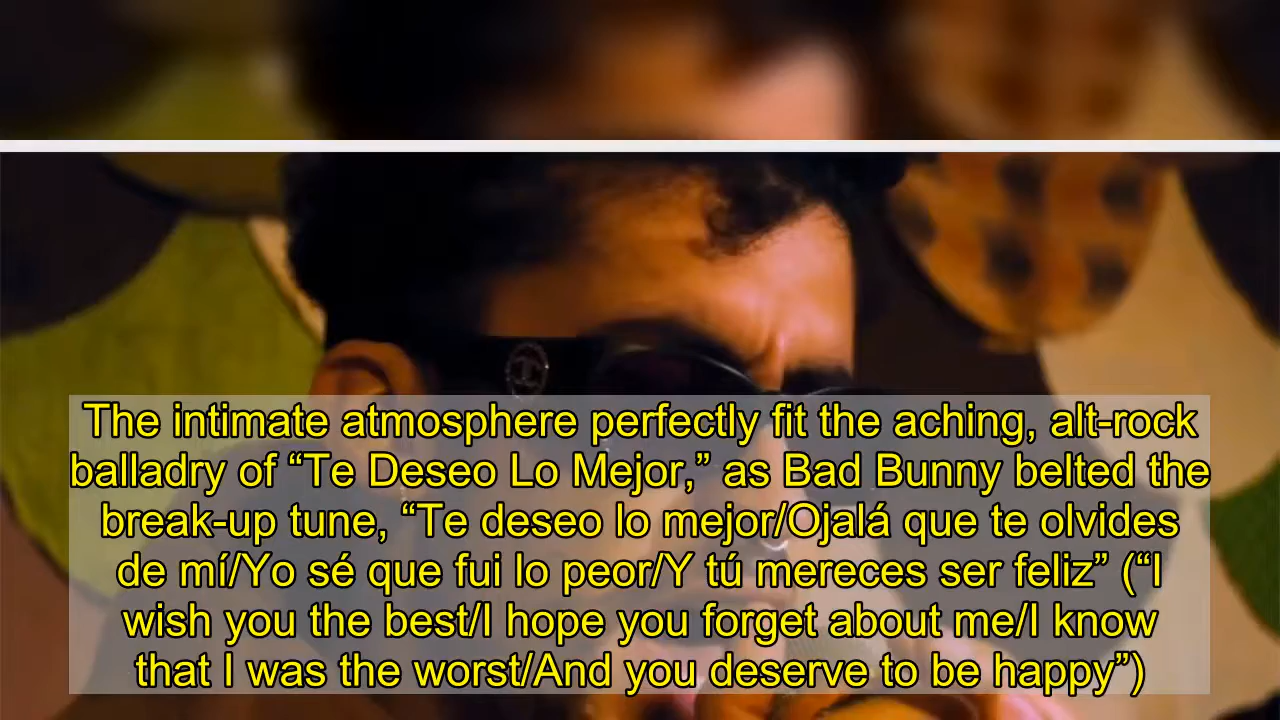 The intimate atmosphere perfectly fit the aching, alt-rock
balladry of “Te Deseo Lo Mejor,” as Bad Bunny belted the
break-up tune, “Te deseo lo mejor/Ojalá que te olvides
de mí/Yo sé que fui lo peor/Y tú mereces ser feliz” (“I
wish you the best/I hope you forget about me/I know
that I was the worst/And you deserve to be happy”)